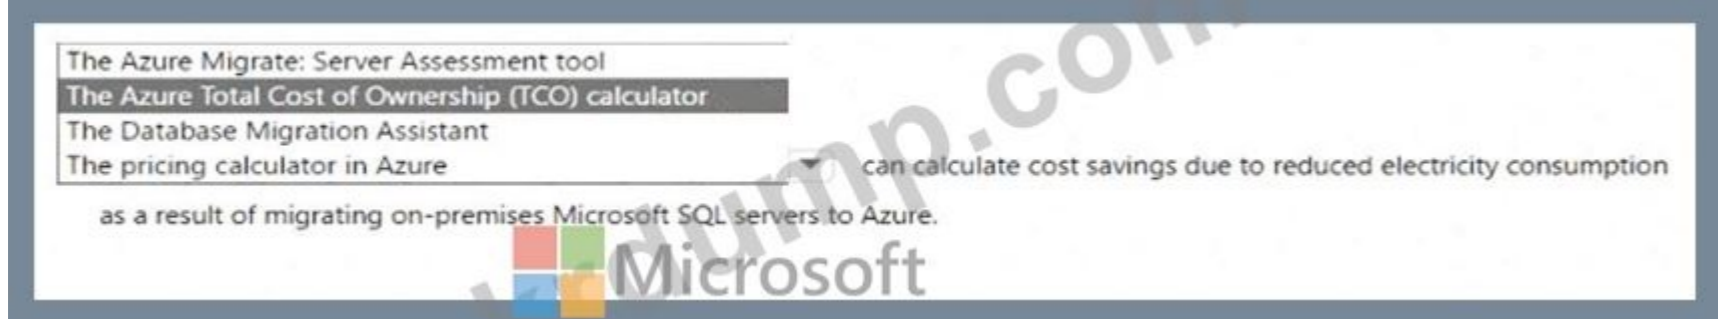 The Azure Migrate: Server Assessment tool
The Azure Total Cost of Ownership (TCO) calculator
The Database Migration Assistant
The pricing calculator in Azure can calculate cost savings due to reduced electricity consumption
as a result of migrating on-premises Microsoft SQL servers to Azure.
Microsoft
krdump.com